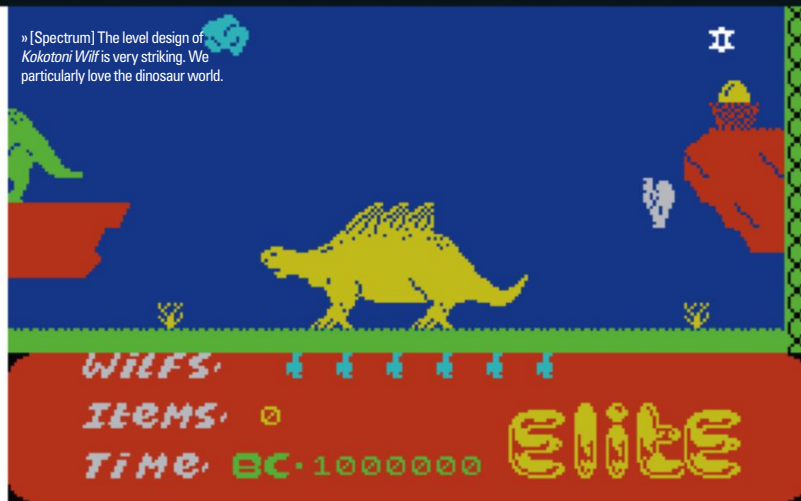 » [Spectrum] The level design of
Kokotoni Wilf is very striking. We
particularly love the dinosaur world.
WILFS.
ITEMS. 0
TIME. BC. 1000000
Elite